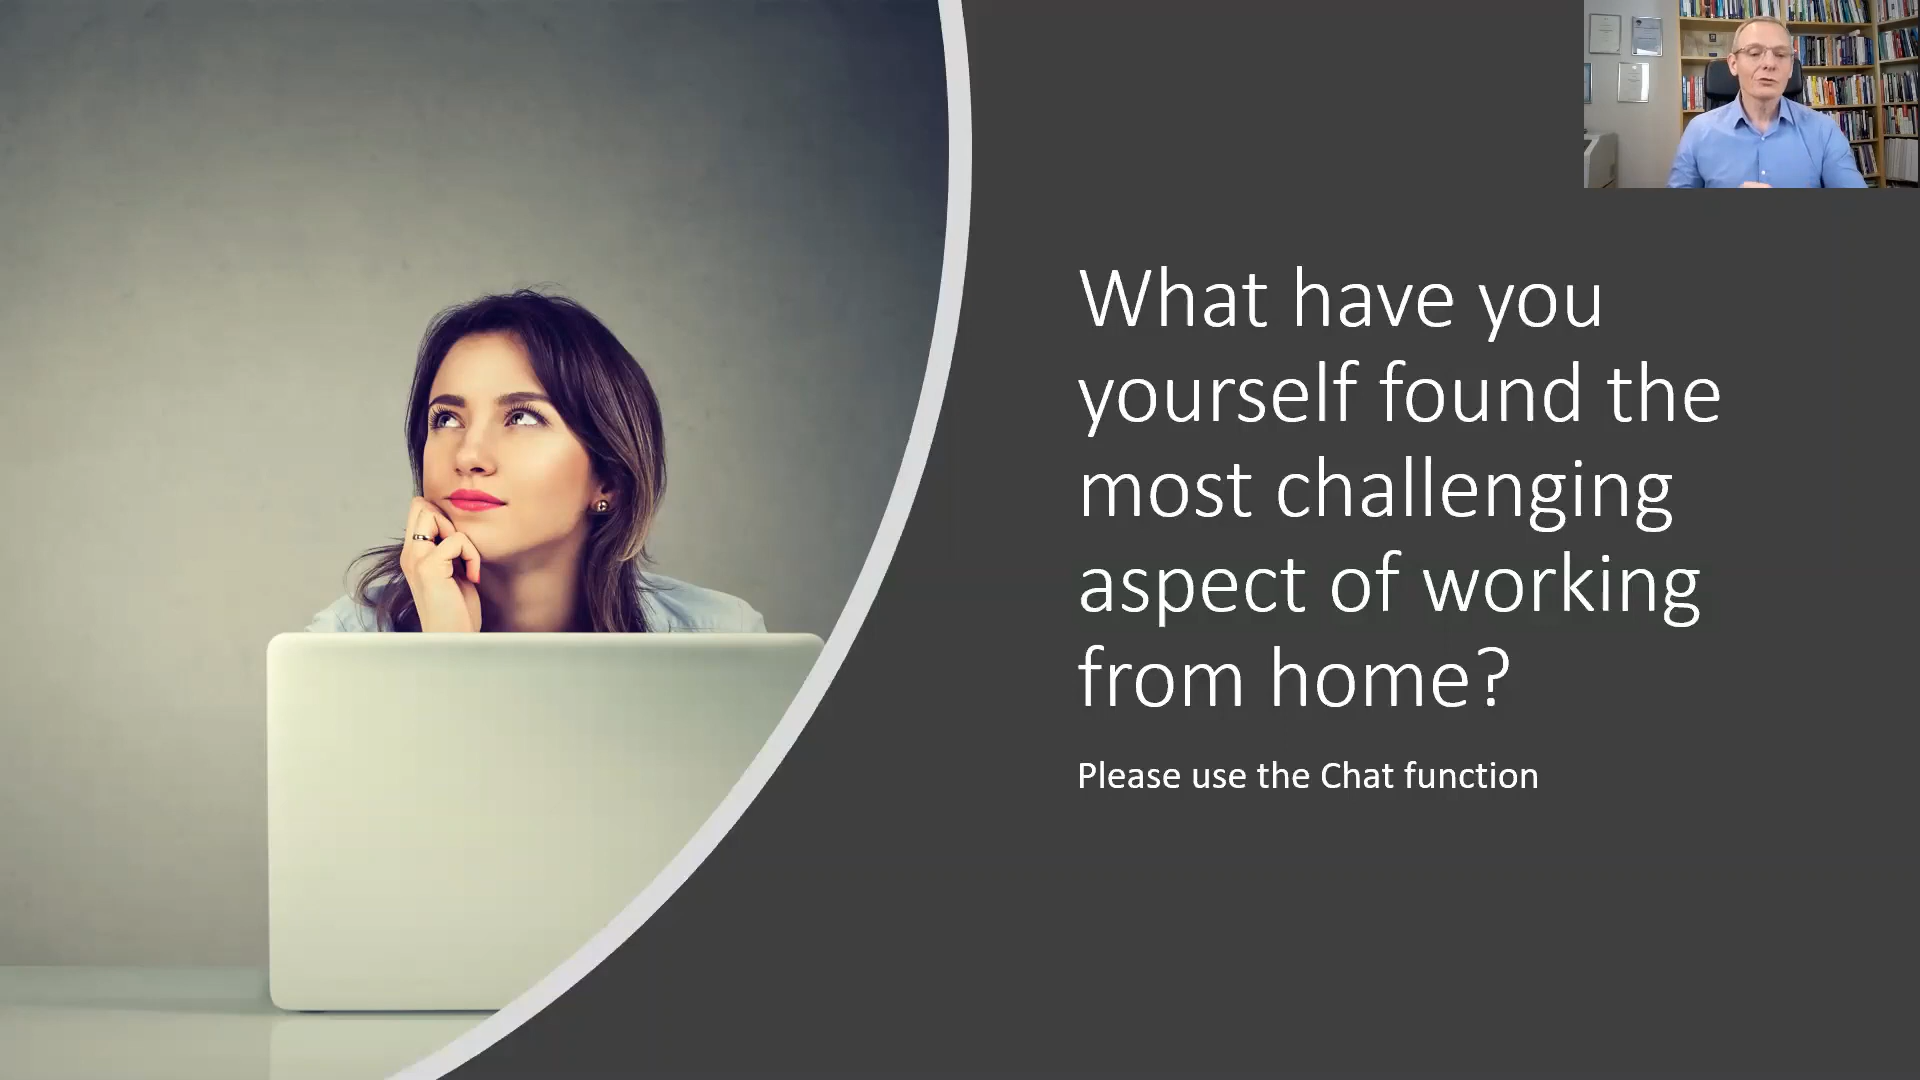 What have you
yourself found the
most challenging
aspect of working
from home?
Please use the Chat function